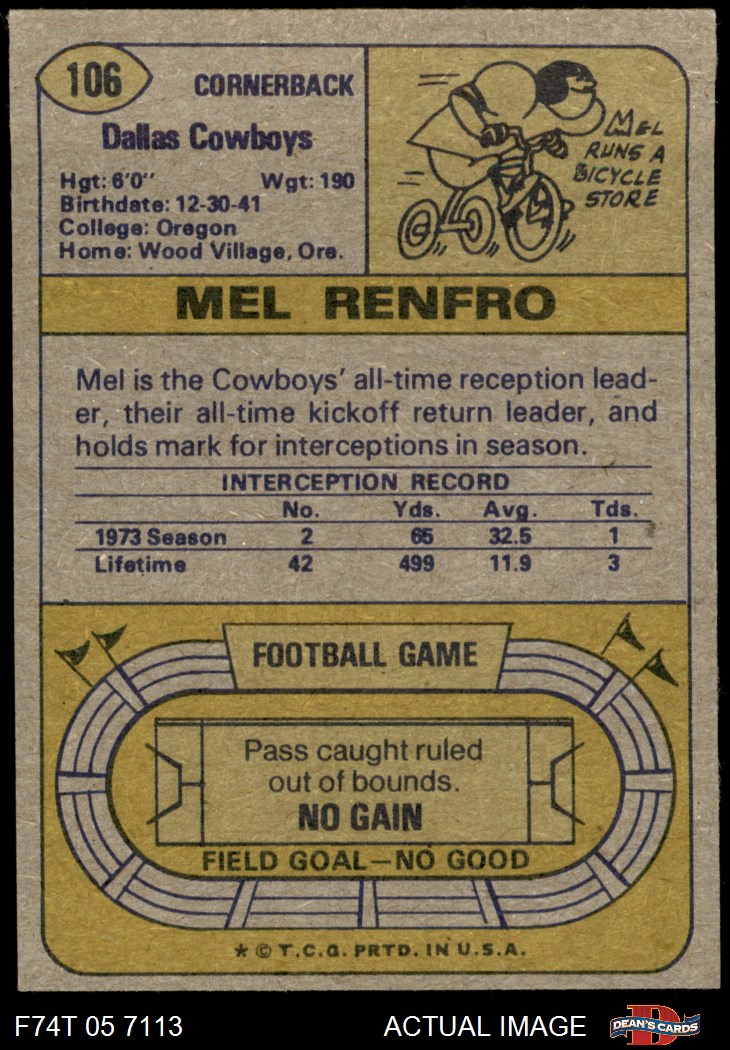 106
CORNERBACK
Dallas Cowboys
Hgt: 6'0" Wgt: 190
Birthdate: 12-30-41
College: Oregon
Home: Wood Village, Ore.
MEL
RUNS A
BICYCLE
STORE
MEL RENFRO
Mel is the Cowboys' all-time reception lead-
er, their all-time kickoff return leader, and
holds mark for interceptions in season.
INTERCEPTION RECORD
No. Yds. Avg. Tds.
1973 Season 2 65 32.5 1
Lifetime 42 499 11.9 3
FOOTBALL GAME
Pass caught ruled
out of bounds.
NO GAIN
FIELD GOAL—NO GOOD
* © T.C.G. PRTD. IN U.S.A.
F74T 05 7113 ACTUAL IMAGE
D
DEAN'S CARDS